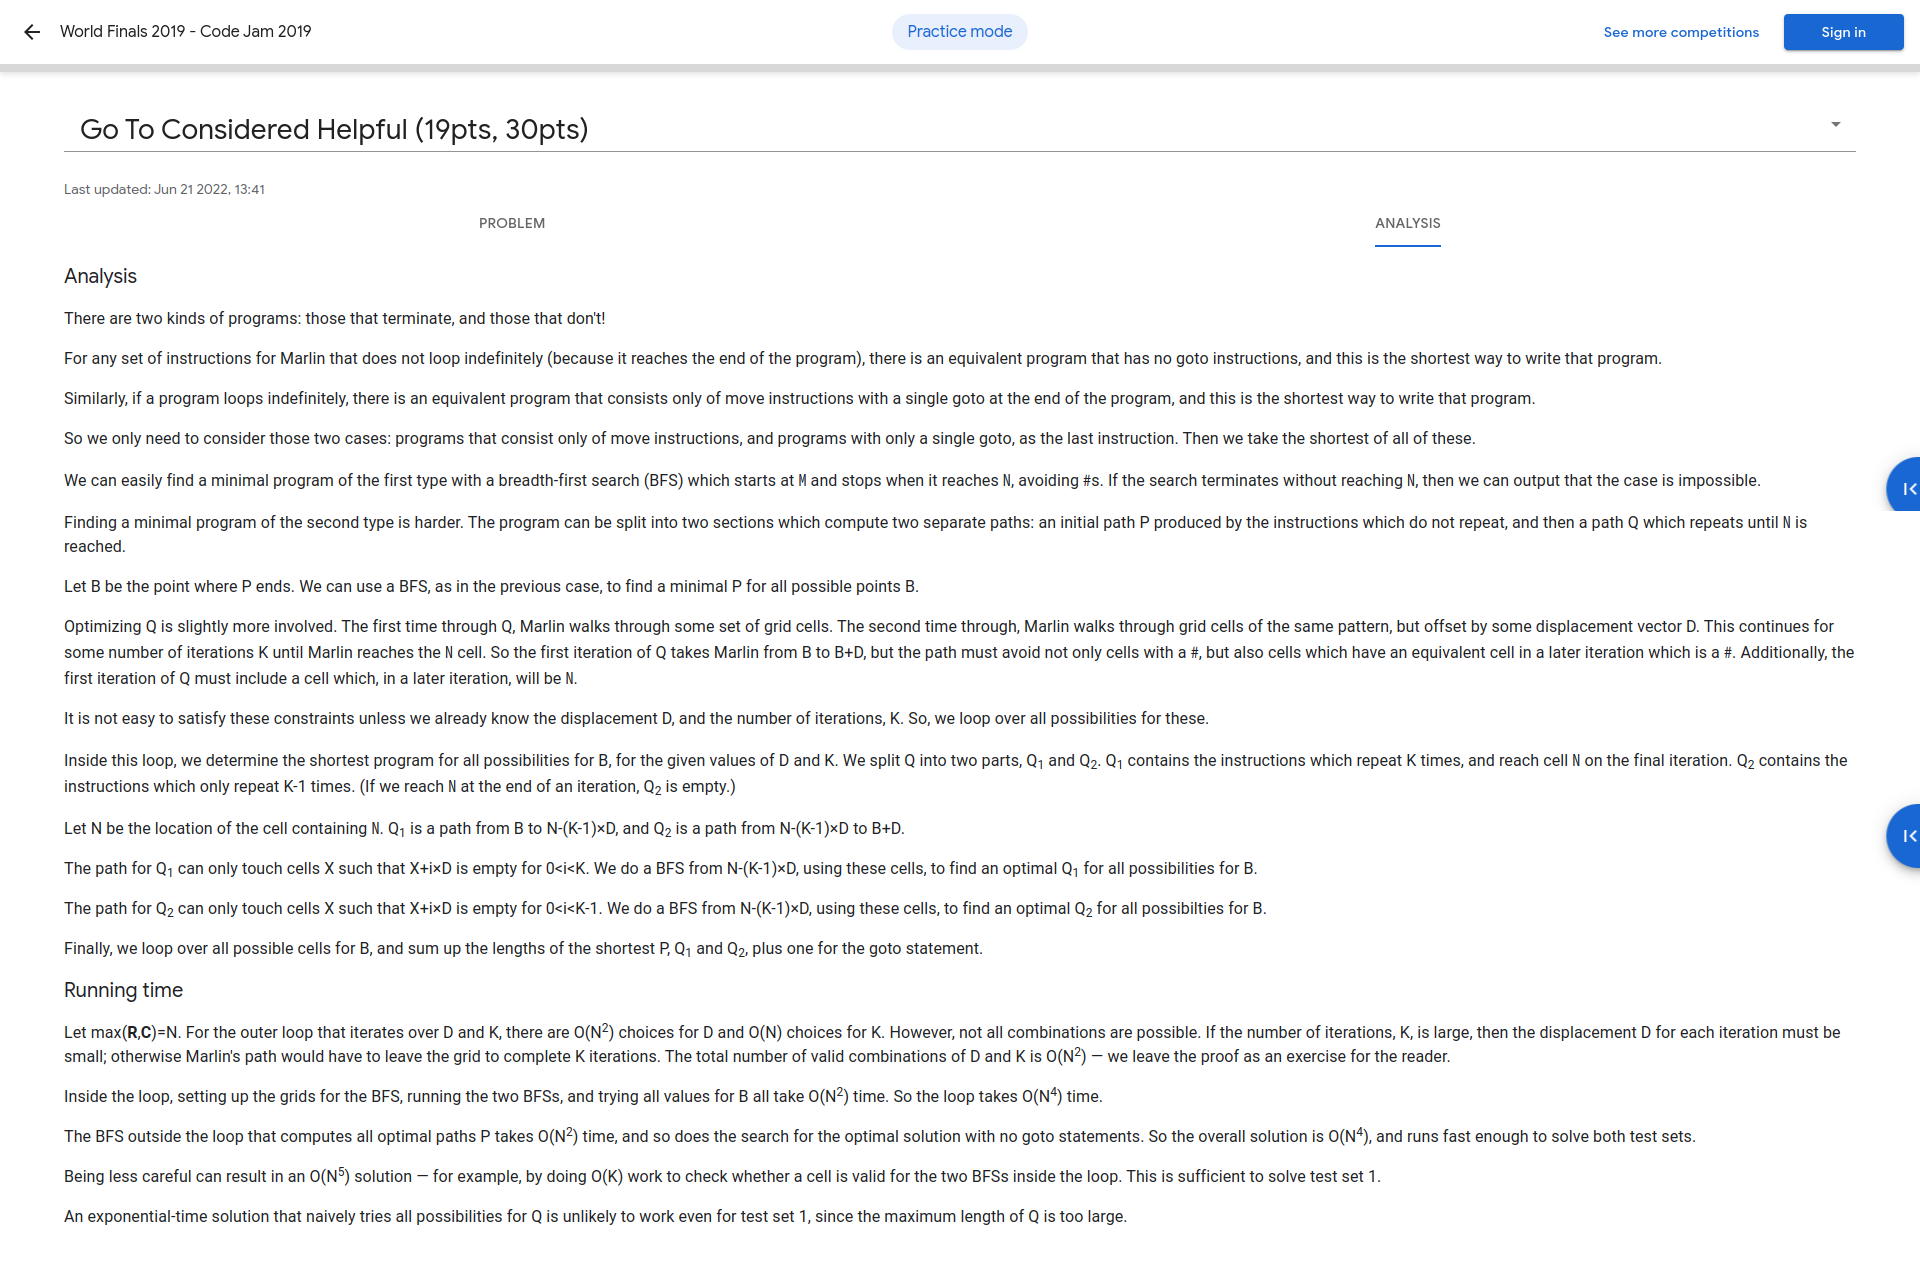 World Finals 2019 - Code Jam 2019
Practice mode
See more competitions
Sign in
Go To Considered Helpful (19pts, 30pts)
Last updated: Jun 21 2022, 13:41
PROBLEM
ANALYSIS
Analysis
There are two kinds of programs: those that terminate, and those that don't!
For any set of instructions for Marlin that does not loop indefinitely (because it reaches the end of the program), there is an equivalent program that has no goto instructions, and this is the shortest way to write that program.
Similarly, if a program loops indefinitely, there is an equivalent program that consists only of move instructions with a single goto at the end of the program, and this is the shortest way to write that program.
So we only need to consider those two cases: programs that consist only of move instructions, and programs with only a single goto, as the last instruction. Then we take the shortest of all of these.
We can easily find a minimal program of the first type with a breadth-first search (BFS) which starts at M and stops when it reaches N, avoiding #s. If the search terminates without reaching N, then we can output that the case is impossible.
Finding a minimal program of the second type is harder. The program can be split into two sections which compute two separate paths: an initial path P produced by the instructions which do not repeat, and then a path Q which repeats until N is
reached.
Let B be the point where P ends. We can use a BFS, as in the previous case, to find a minimal P for all possible points B.
Optimizing Q is slightly more involved. The first time through Q, Marlin walks through some set of grid cells. The second time through, Marlin walks through grid cells of the same pattern, but offset by some displacement vector D. This continues for
some number of iterations K until Marlin reaches the N cell. So the first iteration of Q takes Marlin from B to B+D, but the path must avoid not only cells with a #, but also cells which have an equivalent cell in a later iteration which is a #. Additionally, the
first iteration of Q must include a cell which, in a later iteration, will be N.
It is not easy to satisfy these constraints unless we already know the displacement D, and the number of iterations, K. So, we loop over all possibilities for these.
Inside this loop, we determine the shortest program for all possibilities for B, for the given values of D and K. We split Q into two parts, Q1 and Q2. Q1 contains the instructions which repeat K times, and reach cell N on the final iteration. Q2 contains the
instructions which only repeat K-1 times. (If we reach N at the end of an iteration, Q2 is empty.)
Let N be the location of the cell containing N. Q1 is a path from B to N-(K-1)×D, and Q2 is a path from N-(K-1)×D to B+D.
The path for Q1 can only touch cells X such that X+i×D is empty for 0<i<K. We do a BFS from N-(K-1)×D, using these cells, to find an optimal Q1 for all possibilities for B.
The path for Q2 can only touch cells X such that X+i×D is empty for 0<i<K-1. We do a BFS from N-(K-1)×D, using these cells, to find an optimal Q2 for all possibilties for B.
Finally, we loop over all possible cells for B, and sum up the lengths of the shortest P, Q1 and Q2, plus one for the goto statement.
Running time
Let max(R,C)=N. For the outer loop that iterates over D and K, there are O(N2) choices for D and O(N) choices for K. However, not all combinations are possible. If the number of iterations, K, is large, then the displacement D for each iteration must be
small; otherwise Marlin's path would have to leave the grid to complete K iterations. The total number of valid combinations of D and K is O(N2) — we leave the proof as an exercise for the reader.
Inside the loop, setting up the grids for the BFS, running the two BFSs, and trying all values for B all take O(N2) time. So the loop takes O(N4) time.
The BFS outside the loop that computes all optimal paths P takes O(N2) time, and so does the search for the optimal solution with no goto statements. So the overall solution is O(N4), and runs fast enough to solve both test sets.
Being less careful can result in an O(N5) solution — for example, by doing O(K) work to check whether a cell is valid for the two BFSs inside the loop. This is sufficient to solve test set 1.
An exponential-time solution that naively tries all possibilities for Q is unlikely to work even for test set 1, since the maximum length of Q is too large.